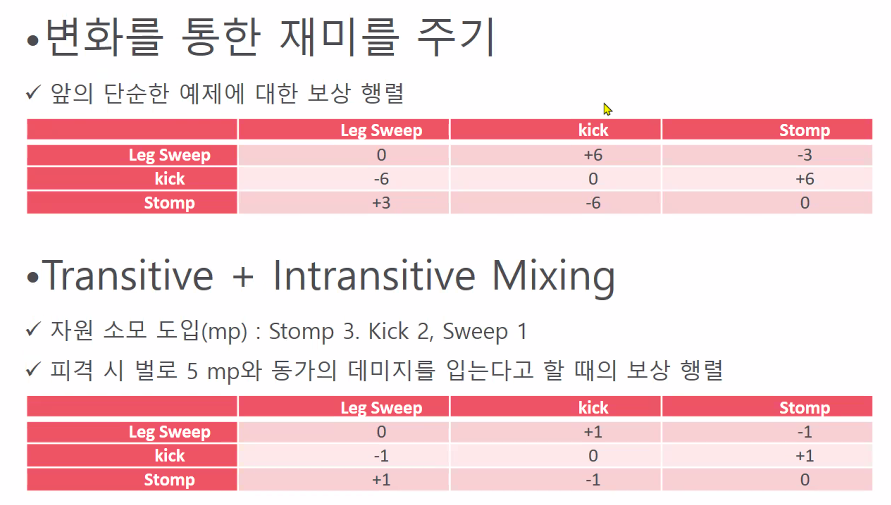 •변화를 통한 재미를 주기
✓ 앞의 단순한 예제에 대한 보상 행렬
Leg Sweep kick Stomp
Leg Sweep 0 +6 -3
kick -6 0 +6
Stomp +3 -6 0
•Transitive + Intransitive Mixing
✓ 자원 소모 도입(mp) : Stomp 3. Kick 2, Sweep 1
✓ 피격 시 벌로 5 mp와 동가의 데미지를 입는다고 할 때의 보상 행렬
Leg Sweep kick Stomp
Leg Sweep 0 +1 -1
kick -1 0 +1
Stomp +1 -1 0